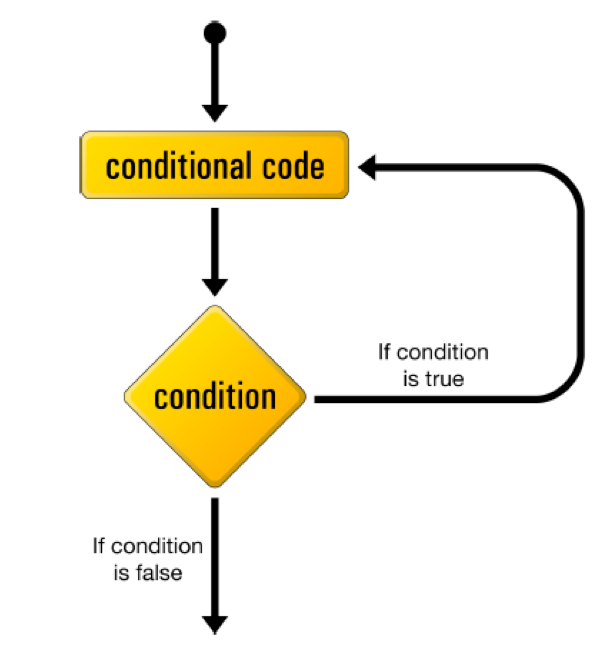 conditional code
condition
If condition
is true
If condition
is false